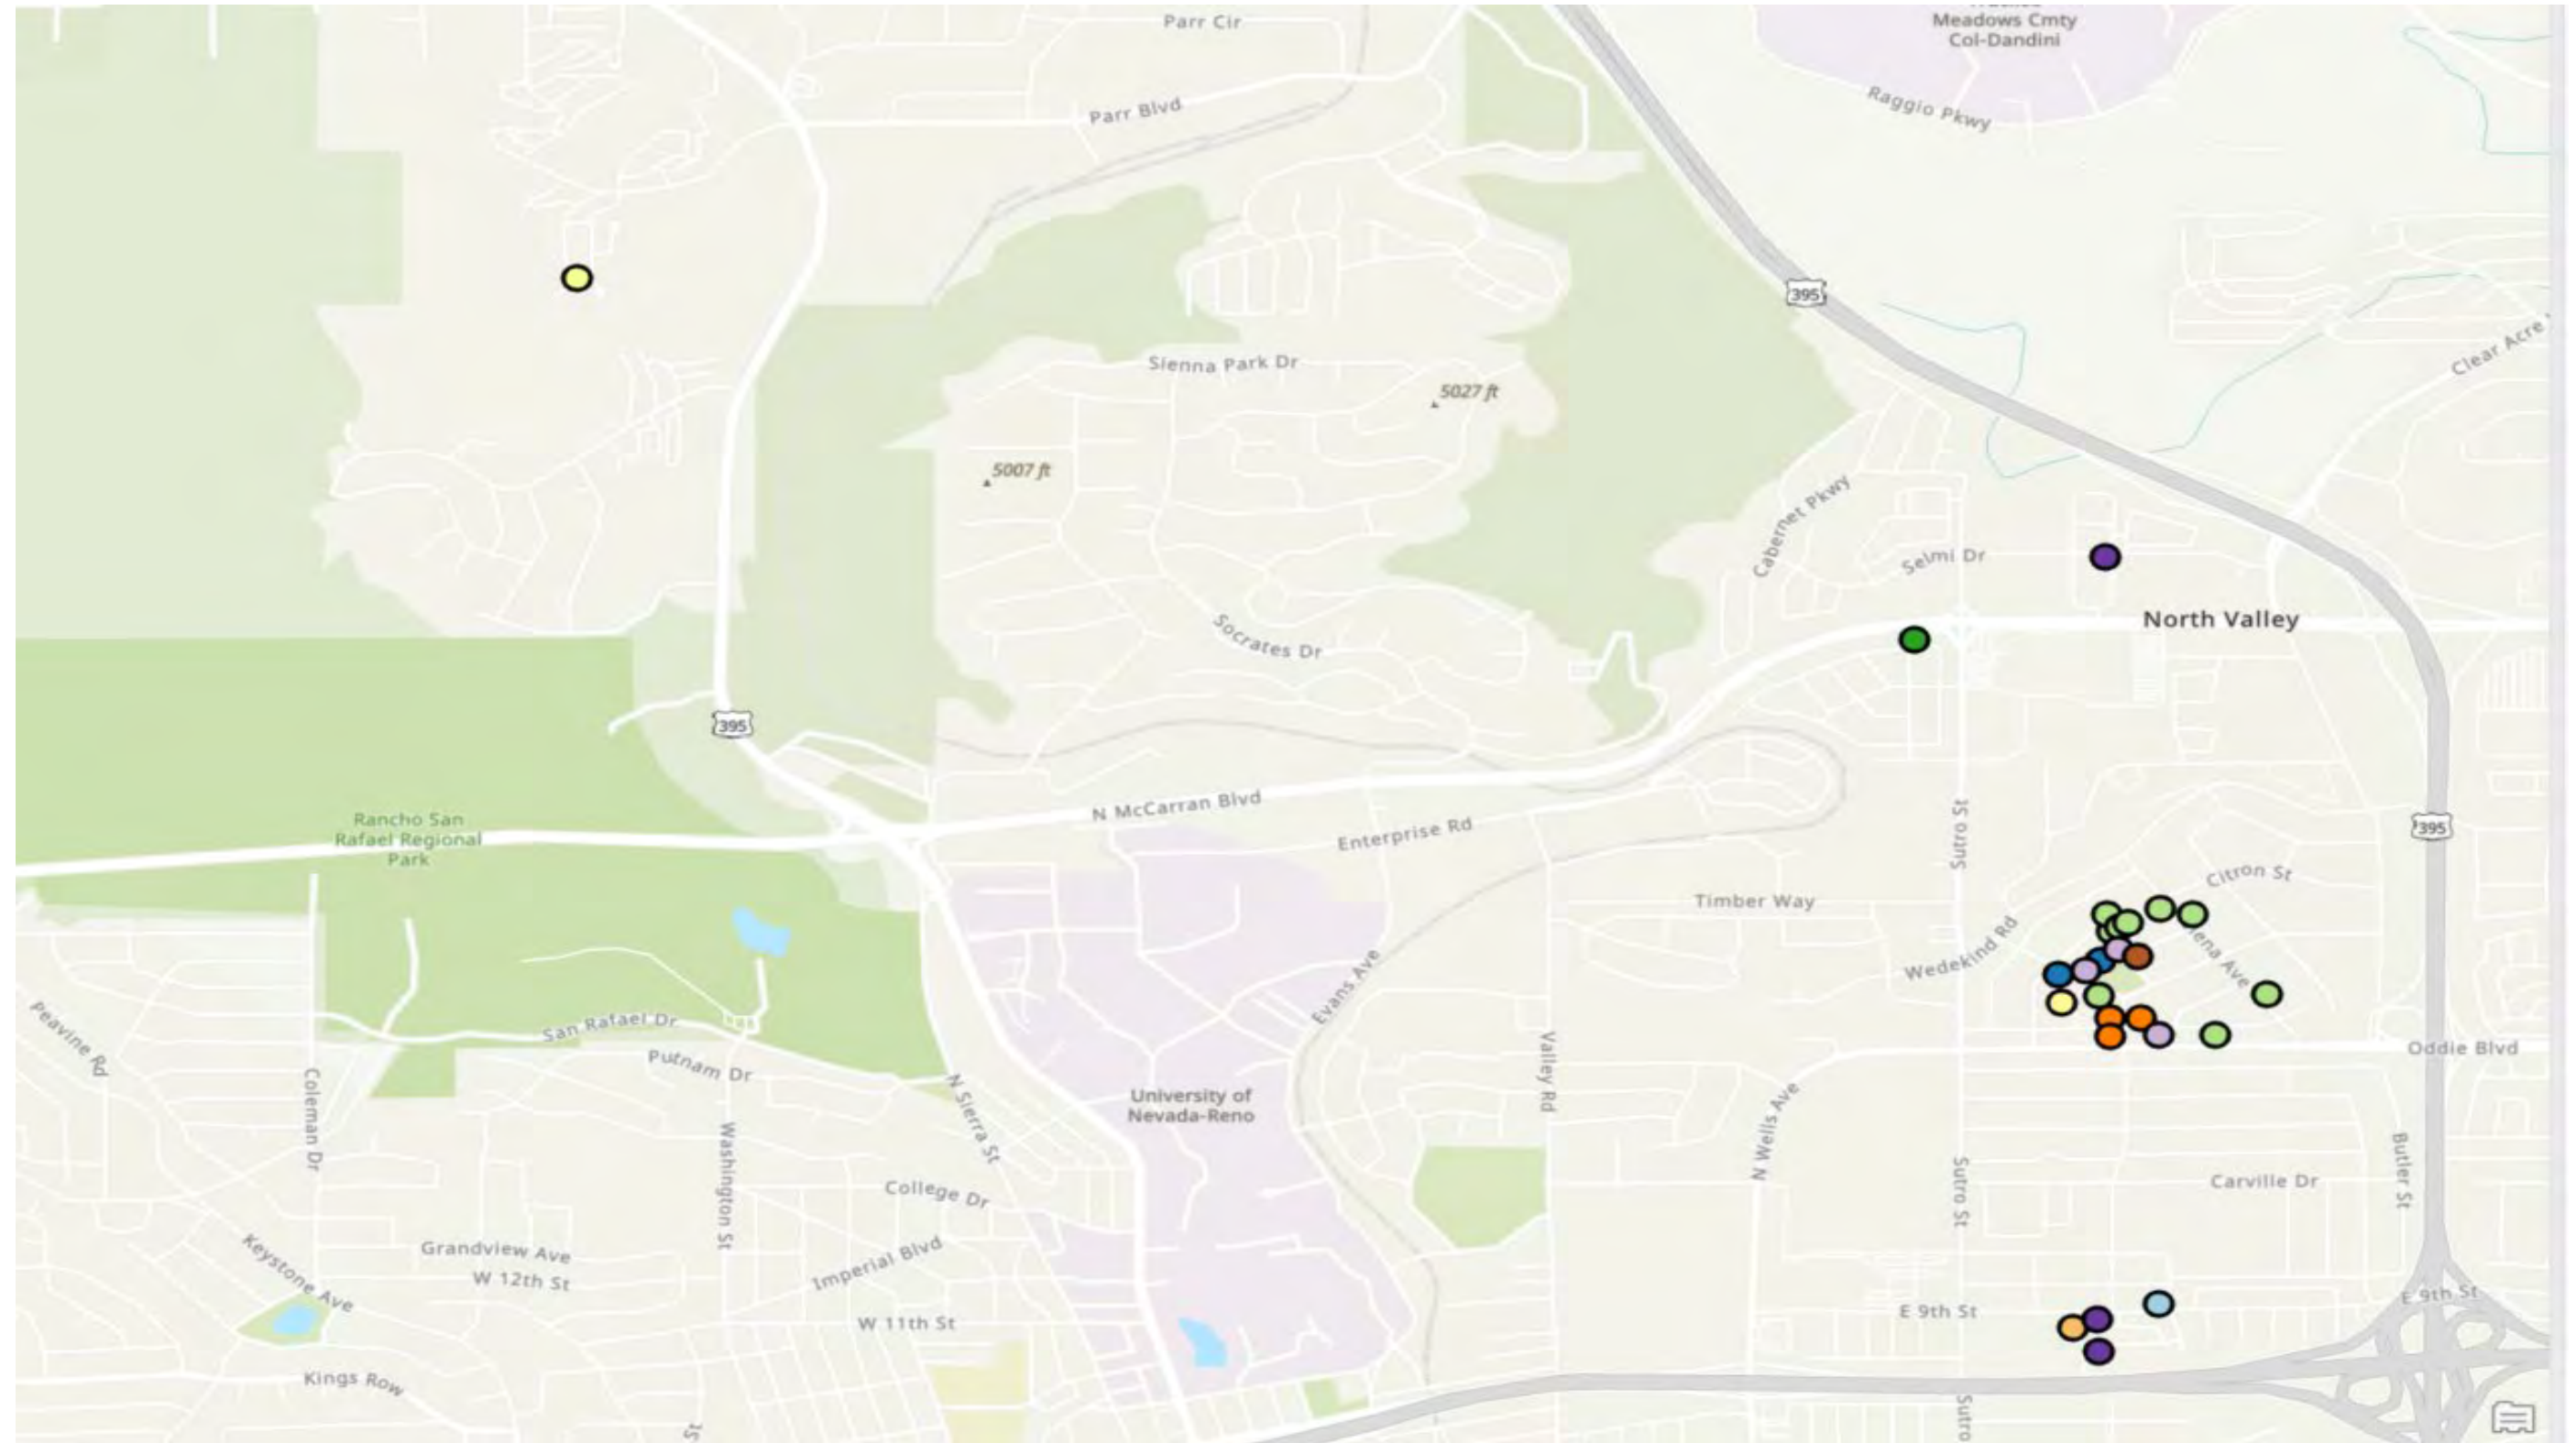 Parr Cir
Meadows Cmty
Col-Dandini
Parr Blvd
Raggio Pkwy
395
Clear Acre
Sienna Park Dr
5027 ft
5007 ft
Cabernet Pkwy
Selmi Dr
North Valley
Socrates Dr
395
N McCarran Blvd
Enterprise Rd
Sutro St
395
Rancho San
Rafael Regional
Park
Citron St
Timber Way
Wedekind Rd
Ave
Evans Ave
Peavine Rd
San Rafael Dr
Putnam Dr
Coleman Dr
N Sierra St
Valley Rd
Oddie Blvd
University of
Nevada-Reno
N Wells Ave
Washington St
College Dr
Sutro St
Carville Dr
Butler St
Keystone Ave
Grandview Ave
W 12th St
Imperial Blvd
W 11th St
E 9th St
E 9th St
Kings Row
St
Sutro